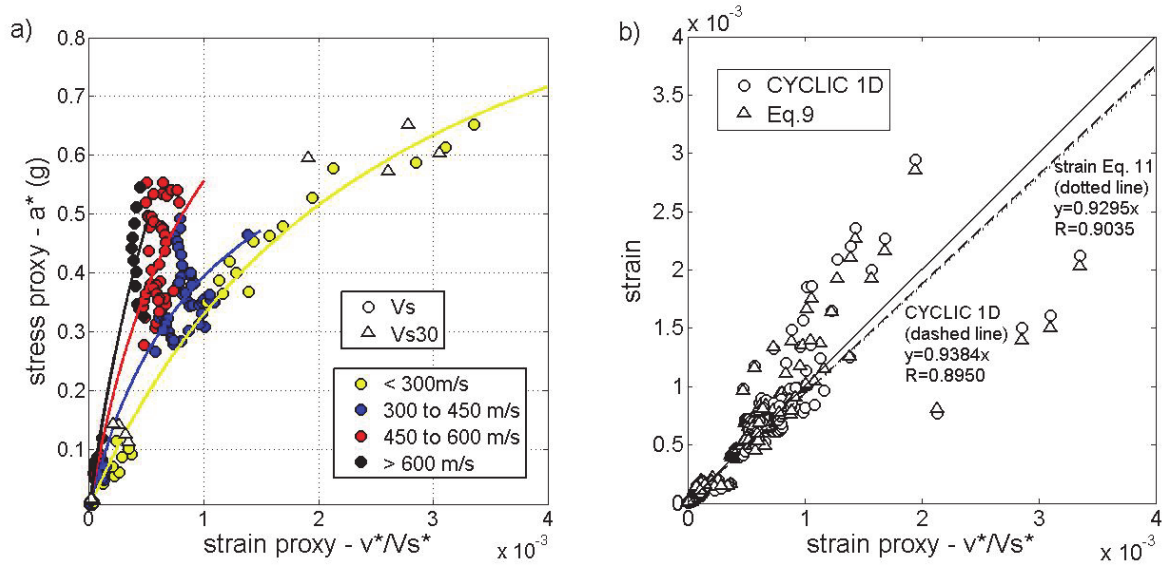 a)
stress proxy - a* (g)
0.8
0.7
0.6
0.5
0.4
0.3
0.2
0.1
0
1
2
3
4
x 10⁻³
strain proxy - v*/Vs*
Vs
Vs30
< 300m/s
300 to 450 m/s
450 to 600 m/s
> 600 m/s
b)
x 10⁻³
strain
4
3.5
3
2.5
2
1.5
1
0.5
0
0
1
2
3
4
x 10⁻³
strain proxy - v*/Vs*
CYCLIC 1D
Eq.9
strain Eq. 11
(dotted line)
y=0.9295x
R=0.9035
CYCLIC 1D
(dashed line)
y=0.9384x
R=0.8950